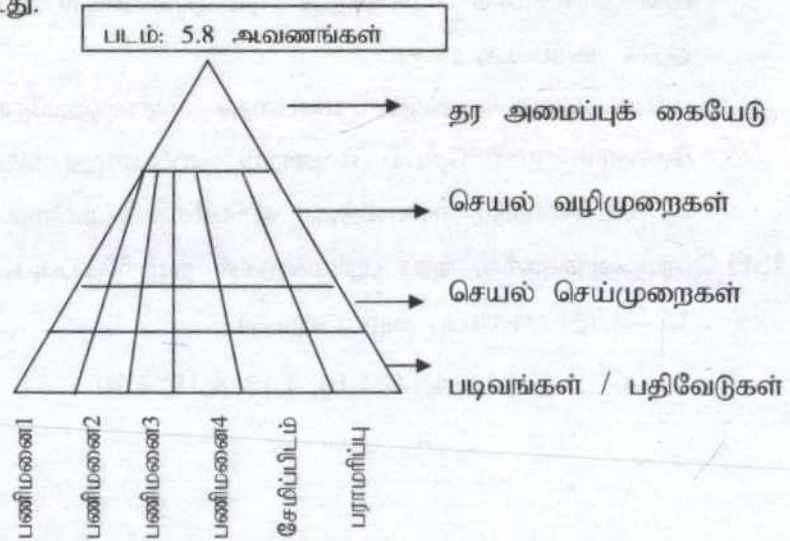 டது.
படம்: 5.8 ஆவணங்கள்
தர அமைப்புக் கையேடு
செயல் வழிமுறைகள்
செயல் செய்முறைகள்
படிவங்கள் / பதிவேடுகள்
பணிமனை1
பணிமனை2
பணிமனை3
பணிமனை4
சேமிப்பிடம்
பராமரிப்பு